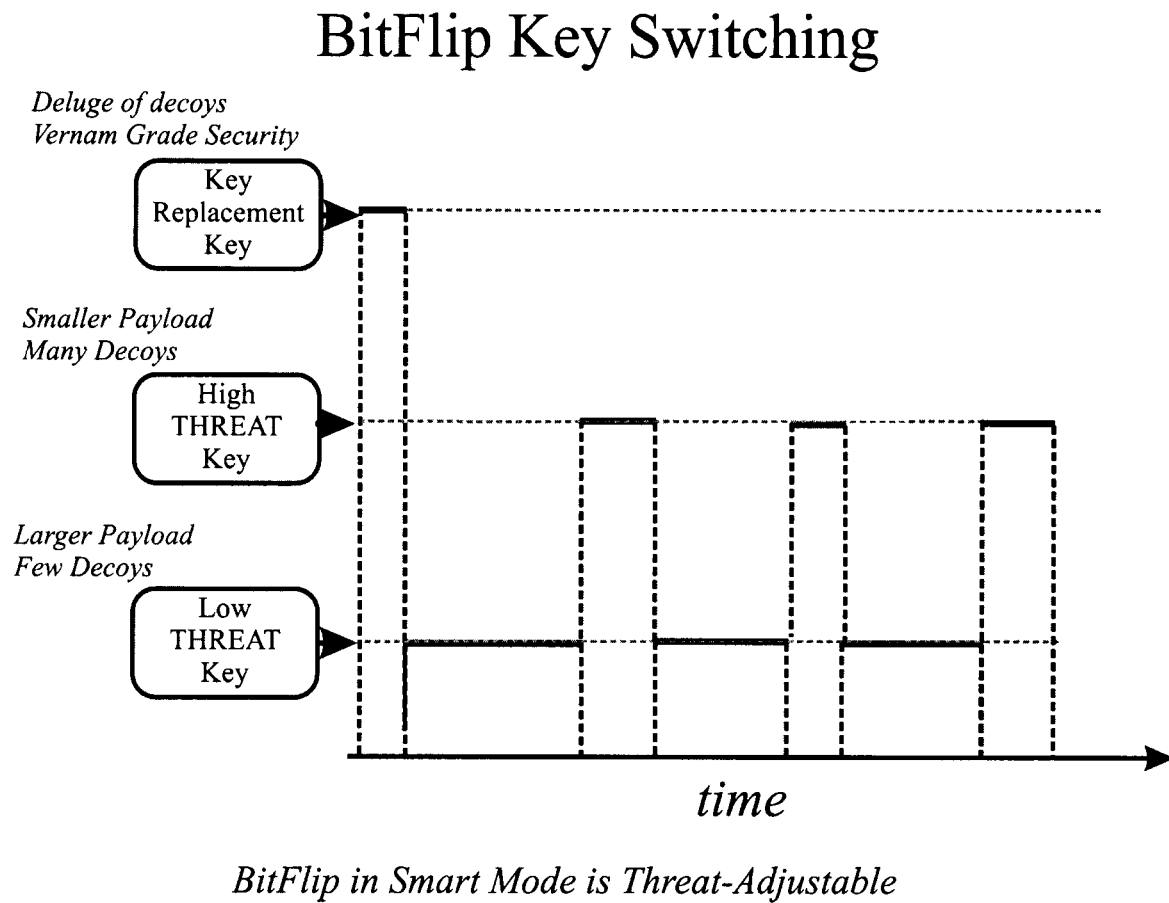 BitFlip Key Switching
Deluge of decoys
Vernam Grade Security
Key
Replacement
Key
Smaller Payload
Many Decoys
High
THREAT
Key
Larger Payload
Few Decoys
Low
THREAT
Key
time
BitFlip in Smart Mode is Threat-Adjustable